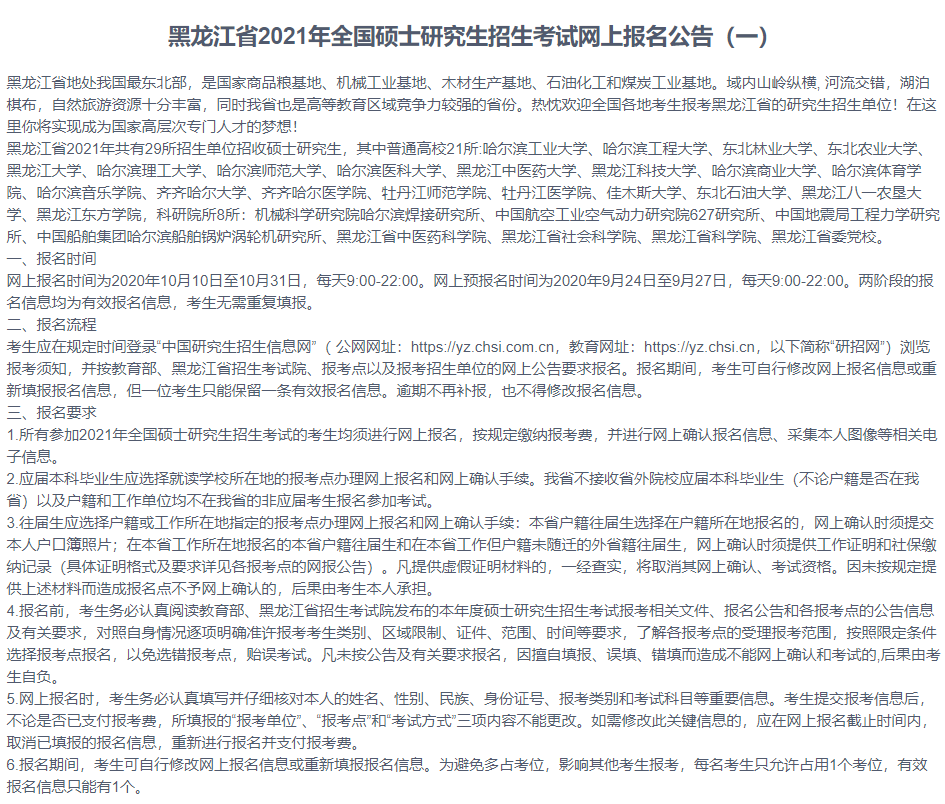 黑龙江省2021年全国硕士研究生招生考试网上报名公告（一）
黑龙江省地处我国最东北部，是国家商品粮基地、机械工业基地、木材生产基地、石油化工和煤炭工业基地。域内山岭纵横, 河流交错，湖泊
棋布，自然旅游资源十分丰富，同时我省也是高等教育区域竞争力较强的省份。热忱欢迎全国各地考生报考黑龙江省的研究生招生单位！在这
里你将实现成为国家高层次专门人才的梦想！
黑龙江省2021年共有29所招生单位招收硕士研究生，其中普通高校21所:哈尔滨工业大学、哈尔滨工程大学、东北林业大学、东北农业大学、
黑龙江大学、哈尔滨理工大学、哈尔滨师范大学、哈尔滨医科大学、黑龙江中医药大学、黑龙江科技大学、哈尔滨商业大学、哈尔滨体育学
院、哈尔滨音乐学院、齐齐哈尔大学、齐齐哈尔医学院、牡丹江师范学院、牡丹江医学院、佳木斯大学、东北石油大学、黑龙江八一农垦大
学、黑龙江东方学院，科研院所8所：机械科学研究院哈尔滨焊接研究所、中国航空工业空气动力研究院627研究所、中国地震局工程力学研究
所、中国船舶集团哈尔滨船舶锅炉涡轮机研究所、黑龙江省中医药科学院、黑龙江省社会科学院、黑龙江省科学院、黑龙江省委党校。
一、报名时间
网上报名时间为2020年10月10日至10月31日，每天9:00-22:00。网上预报名时间为2020年9月24日至9月27日，每天9:00-22:00。两阶段的报
名信息均为有效报名信息，考生无需重复填报。
二、报名流程
考生应在规定时间登录“中国研究生招生信息网”（ 公网网址：https://yz.chsi.com.cn，教育网址：https://yz.chsi.cn，以下简称“研招网”）浏览
报考须知，并按教育部、黑龙江省招生考试院、报考点以及报考招生单位的网上公告要求报名。报名期间，考生可自行修改网上报名信息或重
新填报报名信息，但一位考生只能保留一条有效报名信息。逾期不再补报，也不得修改报名信息。
三、报名要求
1.所有参加2021年全国硕士研究生招生考试的考生均须进行网上报名，按规定缴纳报考费，并进行网上确认报名信息、采集本人图像等相关电
子信息。
2.应届本科毕业生应选择就读学校所在地的报考点办理网上报名和网上确认手续。我省不接收省外院校应届本科毕业生（不论户籍是否在我
省）以及户籍和工作单位均不在我省的非应届考生报名参加考试。
3.往届生应选择户籍或工作所在地指定的报考点办理网上报名和网上确认手续：本省户籍往届生选择在户籍所在地报名的，网上确认时须提交
本人户口簿照片；在本省工作所在地报名的本省户籍往届生和在本省工作但户籍未随迁的外省籍往届生，网上确认时须提供工作证明和社保缴
纳记录（具体证明格式及要求详见各报考点的网报公告）。凡提供虚假证明材料的，一经查实，将取消其网上确认、考试资格。因未按规定提
供上述材料而造成报名点不予网上确认的，后果由考生本人承担。
4.报名前，考生务必认真阅读教育部、黑龙江省招生考试院发布的本年度硕士研究生招生考试报考相关文件、报名公告和各报考点的公告信息
及有关要求，对照自身情况逐项明确准许报考考生类别、区域限制、证件、范围、时间等要求，了解各报考点的受理报考范围，按照限定条件
选择报考点报名，以免选错报考点，贻误考试。凡未按公告及有关要求报名，因擅自填报、误填、错填而造成不能网上确认和考试的,后果由考
生自负。
5.网上报名时，考生务必认真填写并仔细核对本人的姓名、性别、民族、身份证号、报考类别和考试科目等重要信息。考生提交报考信息后，
不论是否已支付报考费，所填报的“报考单位”、“报考点”和“考试方式”三项内容不能更改。如需修改此关键信息的，应在网上报名截止时间内，
取消已填报的报名信息，重新进行报名并支付报考费。
6.报名期间，考生可自行修改网上报名信息或重新填报报名信息。为避免多占考位，影响其他考生报考，每名考生只允许占用1个考位，有效
报名信息只能有1个。